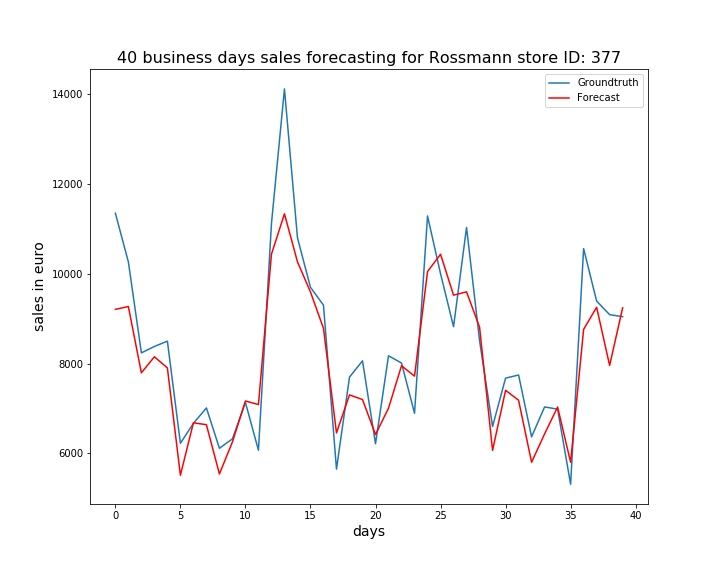 40 business days sales forecasting for Rossmann store ID: 377
Groundtruth
Forecast
14000
12000
10000
8000
6000
sales in euro
0 5 10 15 20 25 30 35 40
days